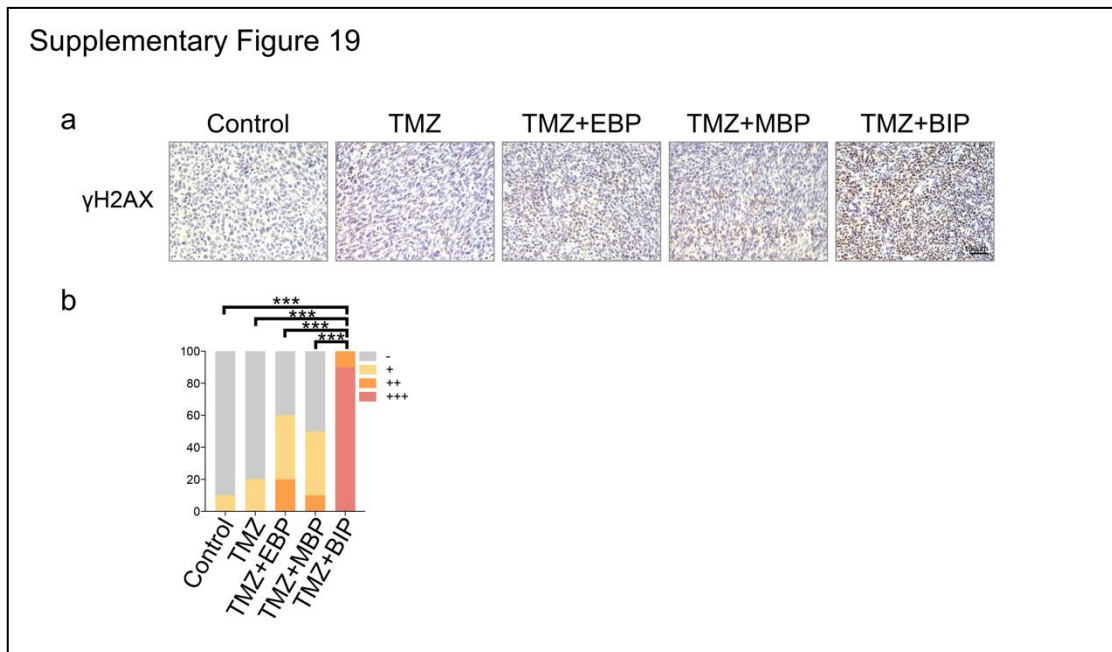 Supplementary Figure 19
a
Control TMZ TMZ+EBP TMZ+MBP TMZ+BIP
γH2AX
b
***
***
***
***
100
80
60
40
20
0
-
+
++
+++
Control
TMZ
TMZ+EBP
TMZ+MBP
TMZ+BIP